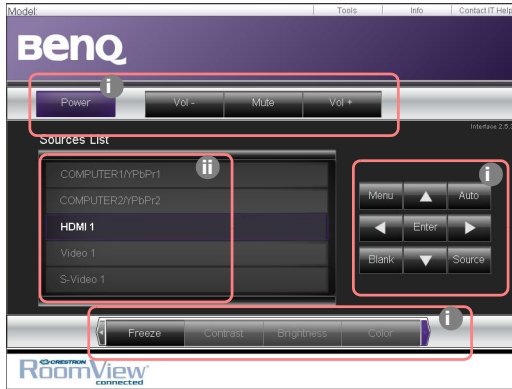 Model: Tools Info Contact IT Help
BenQ
i
Power Vol - Mute Vol +
Interface 2.5.
Sources List
ii
i
COMPUTER1/YPbPr1
COMPUTER2/YPbPr2
HDMI 1
Video 1
S-Video 1
Menu Auto
Enter
Blank Source
i
Freeze Contrast Brightness Color
CRESTRON
RoomView
connected